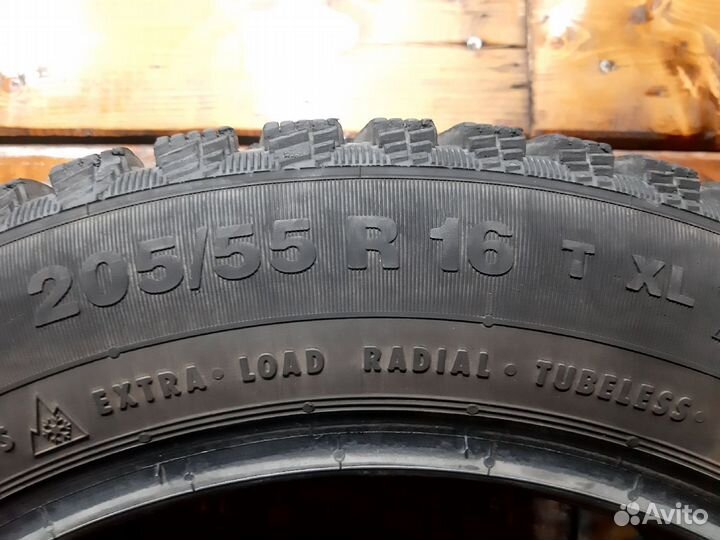 205/55 R 16 T XL
EXTRA · LOAD RADIAL · TUBELESS ·
Avito